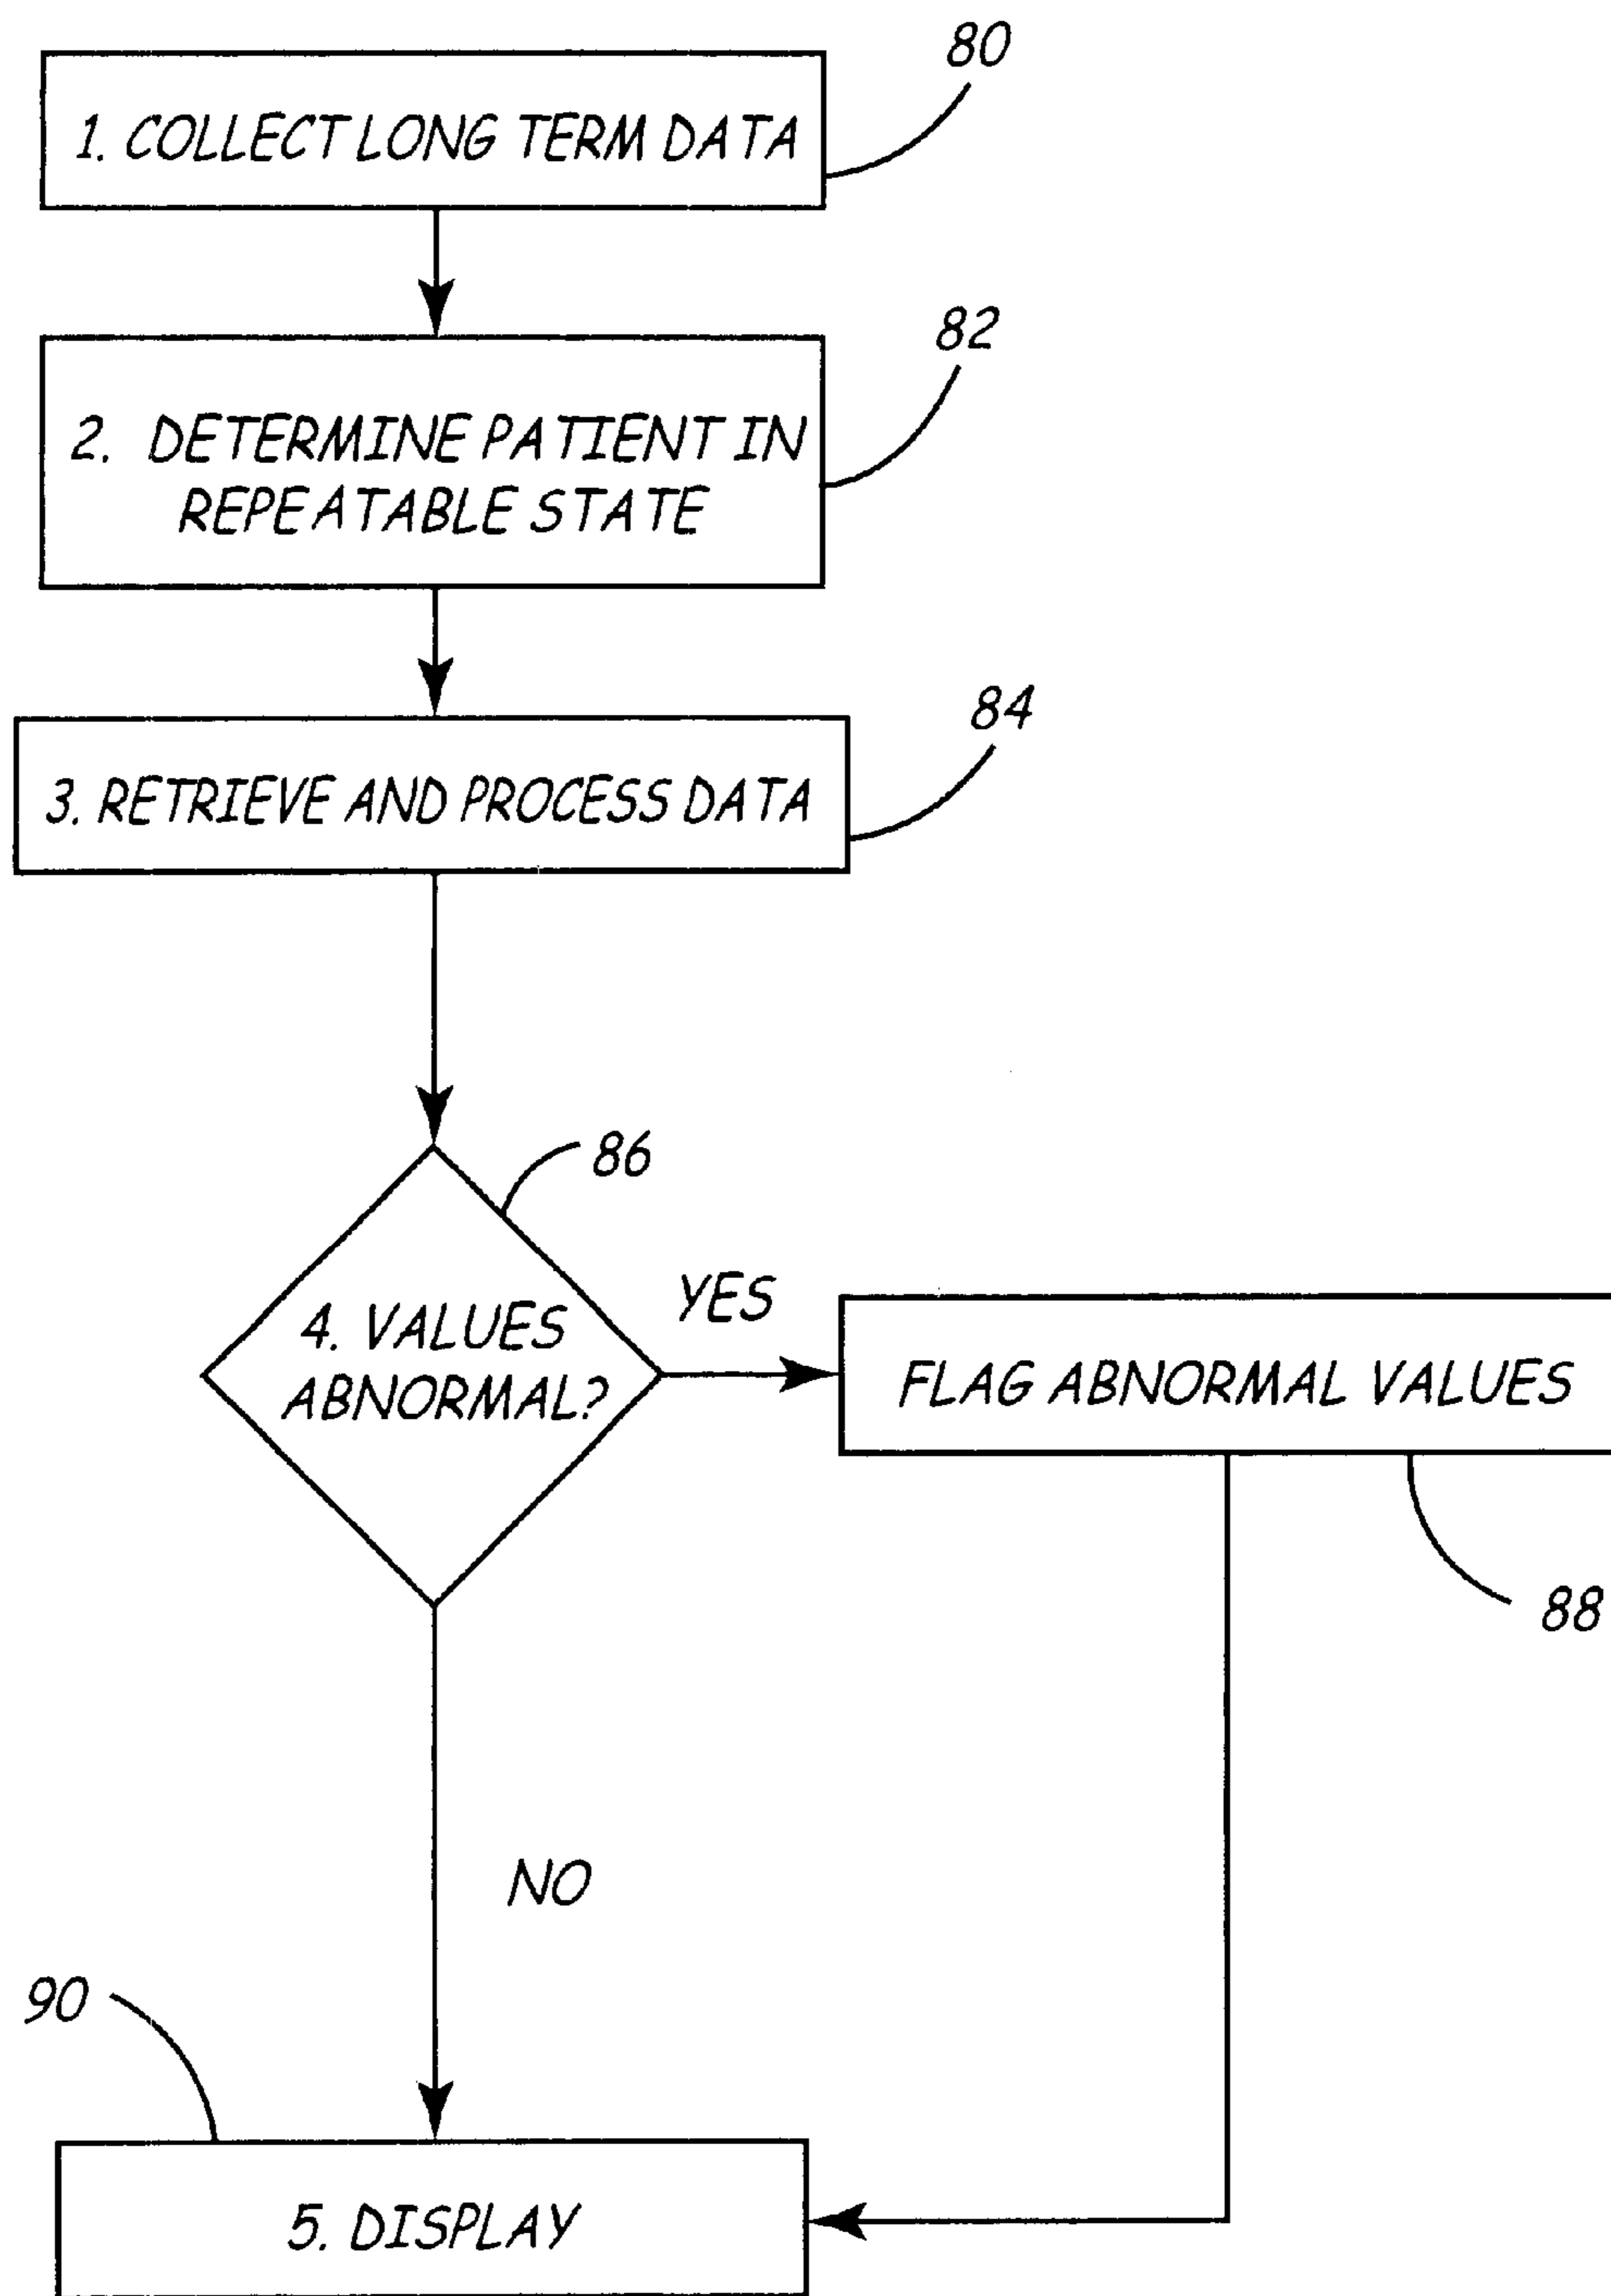 80
1. COLLECT LONG TERM DATA
82
2. DETERMINE PATIENT IN
REPEATABLE STATE
84
3. RETRIEVE AND PROCESS DATA
86
4. VALUES
ABNORMAL?
YES
FLAG ABNORMAL VALUES
88
NO
90
5. DISPLAY